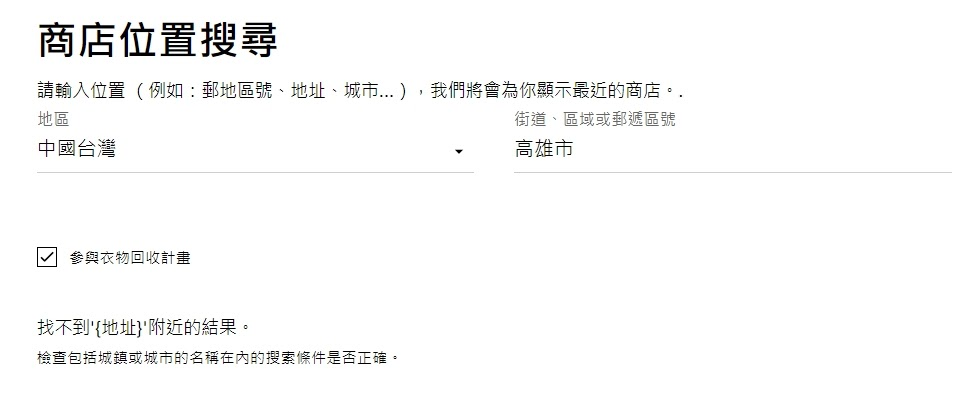 商店位置搜尋
請輸入位置 （例如：郵地區號、地址、城市...），我們將會為你顯示最近的商店。.
地區
街道、區域或郵遞區號
中國台灣
高雄市
參與衣物回收計畫
找不到'{地址}'附近的結果。
檢查包括城鎮或城市的名稱在內的搜索條件是否正確。